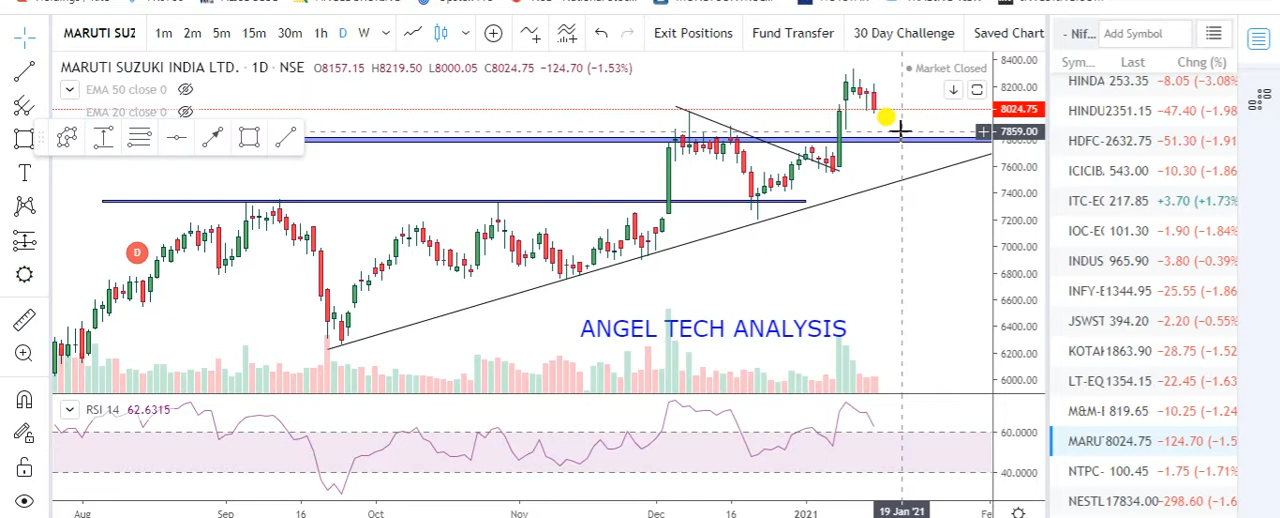 MARUTI SUZ 1m 2m 5m 15m 30m 1h D W Exit Positions Fund Transfer 30 Day Challenge Saved Chart - Nif... Add Symbol
MARUTI SUZUKI INDIA LTD. · 1D · NSE O8157.15 H8219.50 L8000.05 C8024.75 −124.70 (−1.53%) Market Closed
EMA 50 close 0
EMA 20 close 0
D
ANGEL TECH ANALYSIS
8400.00
8200.00
8024.75
7859.00
7600.00
7400.00
7200.00
7000.00
6800.00
6600.00
6400.00
6200.00
6000.00
RSI 14 62.6315
60.0000
40.0000
Aug Sep 16 Oct Nov Dec 16 2021 19 Jan '21
Sym... Last Chng (%)
HINDA 253.35 −8.05 (−3.08%
HINDU 2351.15 −47.40 (−1.98
HDFC- 2632.75 −51.30 (−1.91
ICICIB. 543.00 −10.30 (−1.86
ITC-E 217.85 +3.70 (+1.73%
IOC-E 101.30 −1.90 (−1.84%
INDUS 965.90 −3.80 (−0.39%
INFY-E 1344.95 −25.55 (−1.86
JSWST 394.20 −2.20 (−0.55%
KOTAK 1863.90 −28.75 (−1.52
LT-EQ 1354.15 −22.45 (−1.63
M&M-E 819.65 −10.25 (−1.24
MARU 8024.75 −124.70 (−1.5
NTPC- 100.45 −1.75 (−1.71%
NESTL 17834.00 −298.60 (−1.6